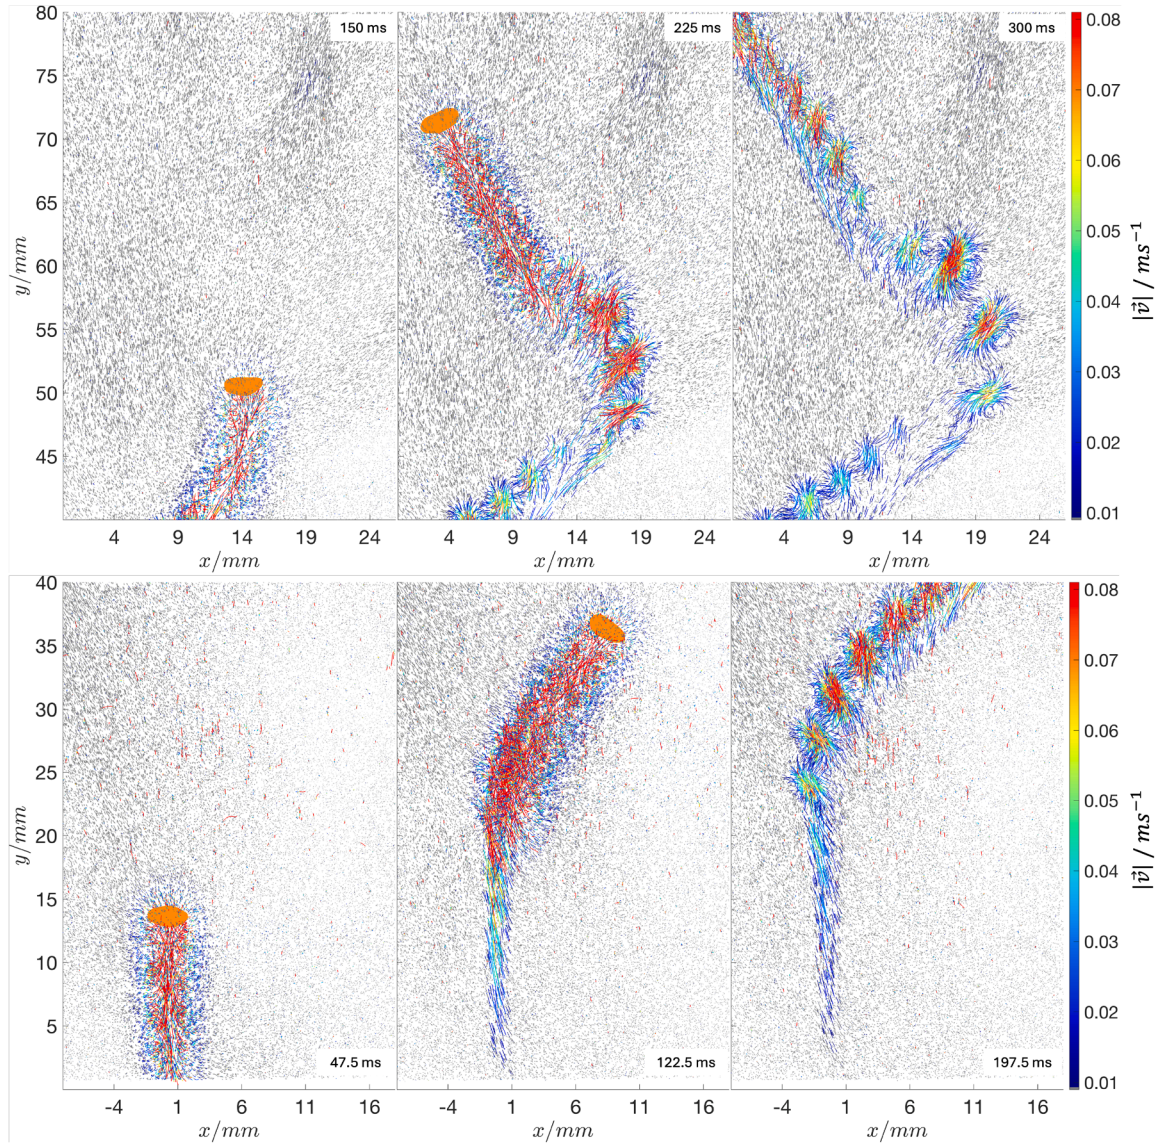 80
75
70
65
60
55
50
45
y/mm
150 ms
225 ms
300 ms
4 9 14 19 24
4 9 14 19 24
4 9 14 19 24
x/mm
x/mm
x/mm
0.08
0.07
0.06
0.05
0.04
0.03
0.02
0.01
|v⃗| / ms⁻¹
40
35
30
25
20
15
10
5
y/mm
47.5 ms
122.5 ms
197.5 ms
-4 1 6 11 16
-4 1 6 11 16
-4 1 6 11 16
x/mm
x/mm
x/mm
0.08
0.07
0.06
0.05
0.04
0.03
0.02
0.01
|v⃗| / ms⁻¹